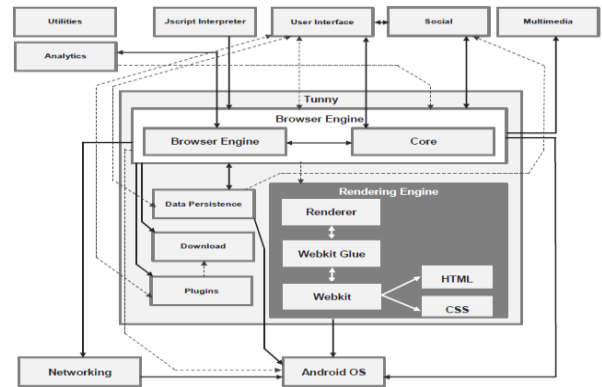 Utilities
Jscript Interpreter
User Interface
Social
Multimedia
Analytics
Tunny
Browser Engine
Browser Engine
Core
Data Persistence
Rendering Engine
Renderer
Download
Webkit Glue
HTML
Plugins
Webkit
CSS
Networking
Android OS